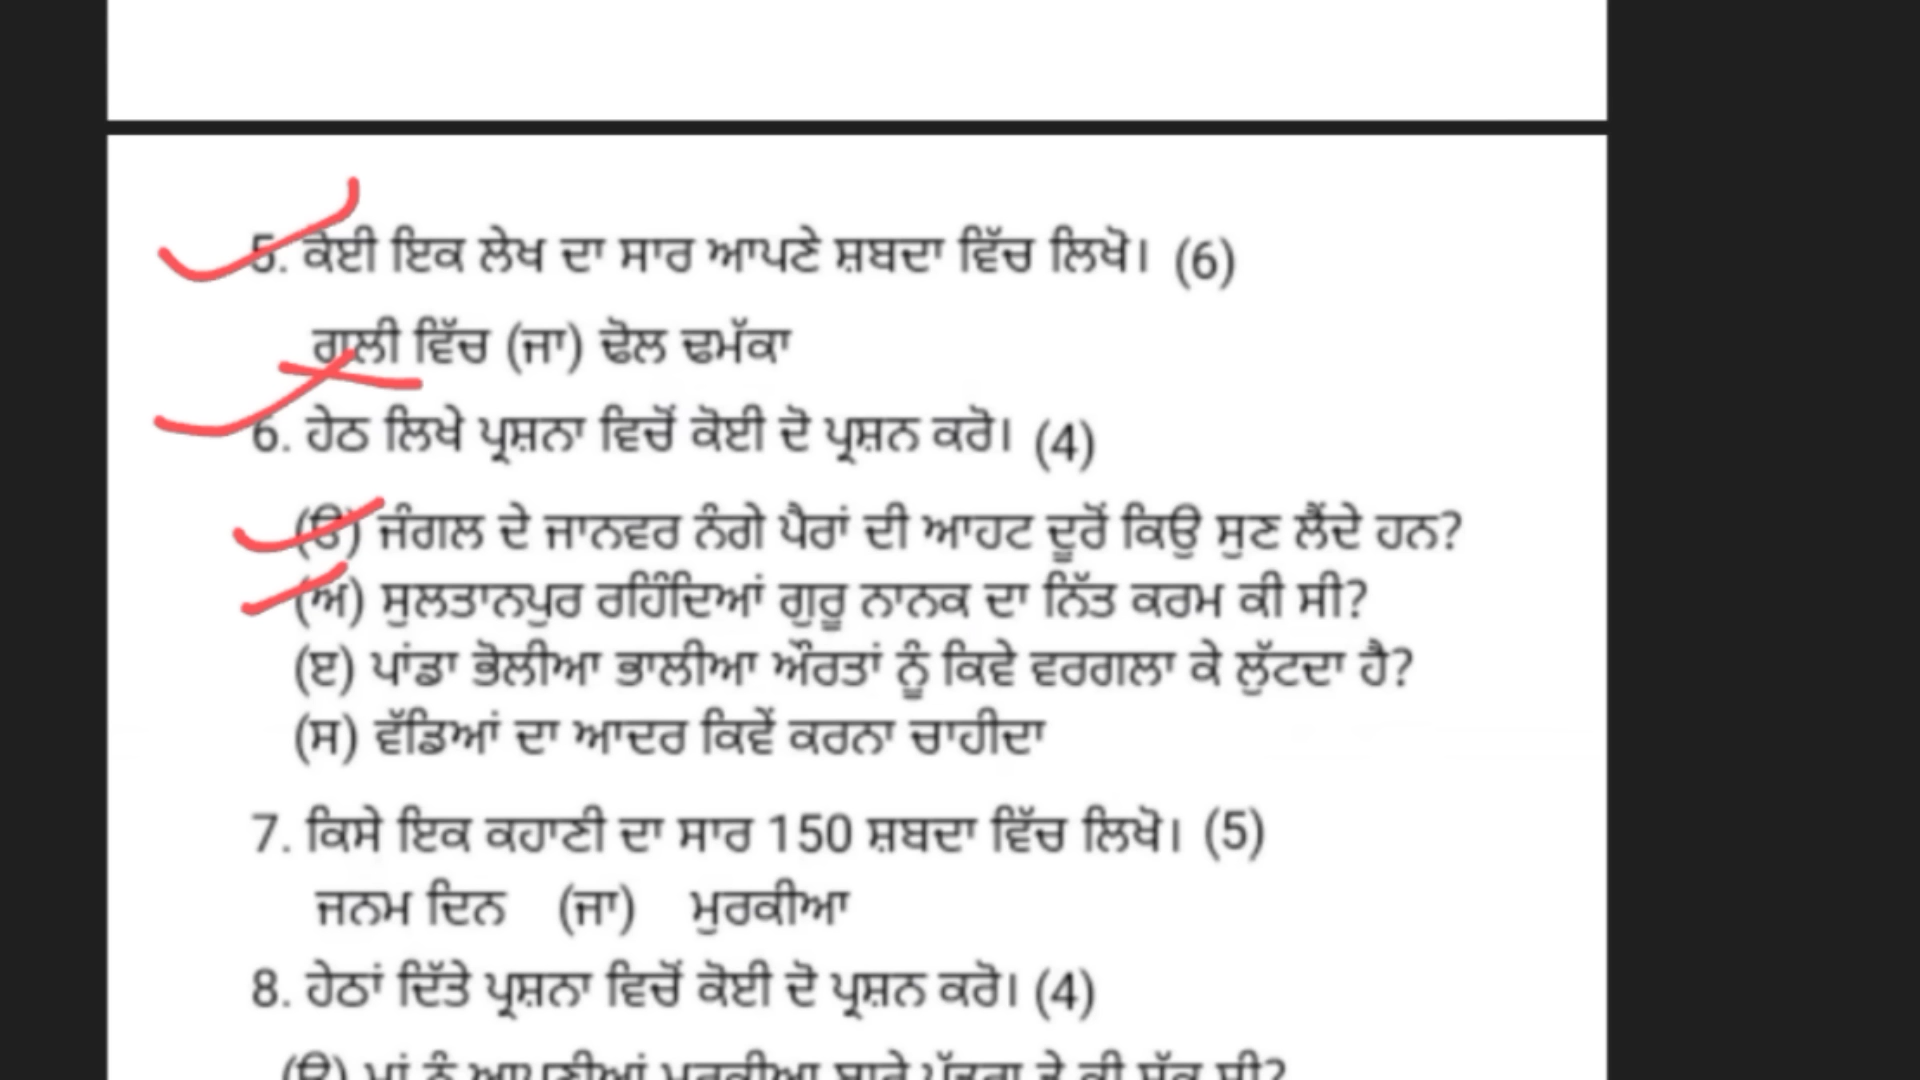 5. ਕੋਈ ਇਕ ਲੇਖ ਦਾ ਸਾਰ ਆਪਣੇ ਸ਼ਬਦਾ ਵਿੱਚ ਲਿਖੋ। (6)
ਗਲੀ ਵਿੱਚ (ਜਾ) ਢੋਲ ਢਮੱਕਾ
6. ਹੇਠ ਲਿਖੇ ਪ੍ਰਸ਼ਨਾ ਵਿਚੋਂ ਕੋਈ ਦੋ ਪ੍ਰਸ਼ਨ ਕਰੋ। (4)
(ੳ) ਜੰਗਲ ਦੇ ਜਾਨਵਰ ਨੰਗੇ ਪੈਰਾਂ ਦੀ ਆਹਟ ਦੂਰੋਂ ਕਿਉ ਸੁਣ ਲੈਂਦੇ ਹਨ?
(ਅ) ਸੁਲਤਾਨਪੁਰ ਰਹਿੰਦਿਆਂ ਗੁਰੂ ਨਾਨਕ ਦਾ ਨਿੱਤ ਕਰਮ ਕੀ ਸੀ?
(ੲ) ਪਾਂਡਾ ਭੋਲੀਆ ਭਾਲੀਆ ਔਰਤਾਂ ਨੂੰ ਕਿਵੇ ਵਰਗਲਾ ਕੇ ਲੁੱਟਦਾ ਹੈ?
(ਸ) ਵੱਡਿਆਂ ਦਾ ਆਦਰ ਕਿਵੇਂ ਕਰਨਾ ਚਾਹੀਦਾ
7. ਕਿਸੇ ਇਕ ਕਹਾਣੀ ਦਾ ਸਾਰ 150 ਸ਼ਬਦਾ ਵਿੱਚ ਲਿਖੋ। (5)
ਜਨਮ ਦਿਨ (ਜਾ) ਮੁਰਕੀਆ
8. ਹੇਠਾਂ ਦਿੱਤੇ ਪ੍ਰਸ਼ਨਾ ਵਿਚੋਂ ਕੋਈ ਦੋ ਪ੍ਰਸ਼ਨ ਕਰੋ। (4)
(ੳ) ਮਾਂ ਨੂੰ ਆਪਣੀਆਂ ਮੁਰਕੀਆ ਬਾਰੇ